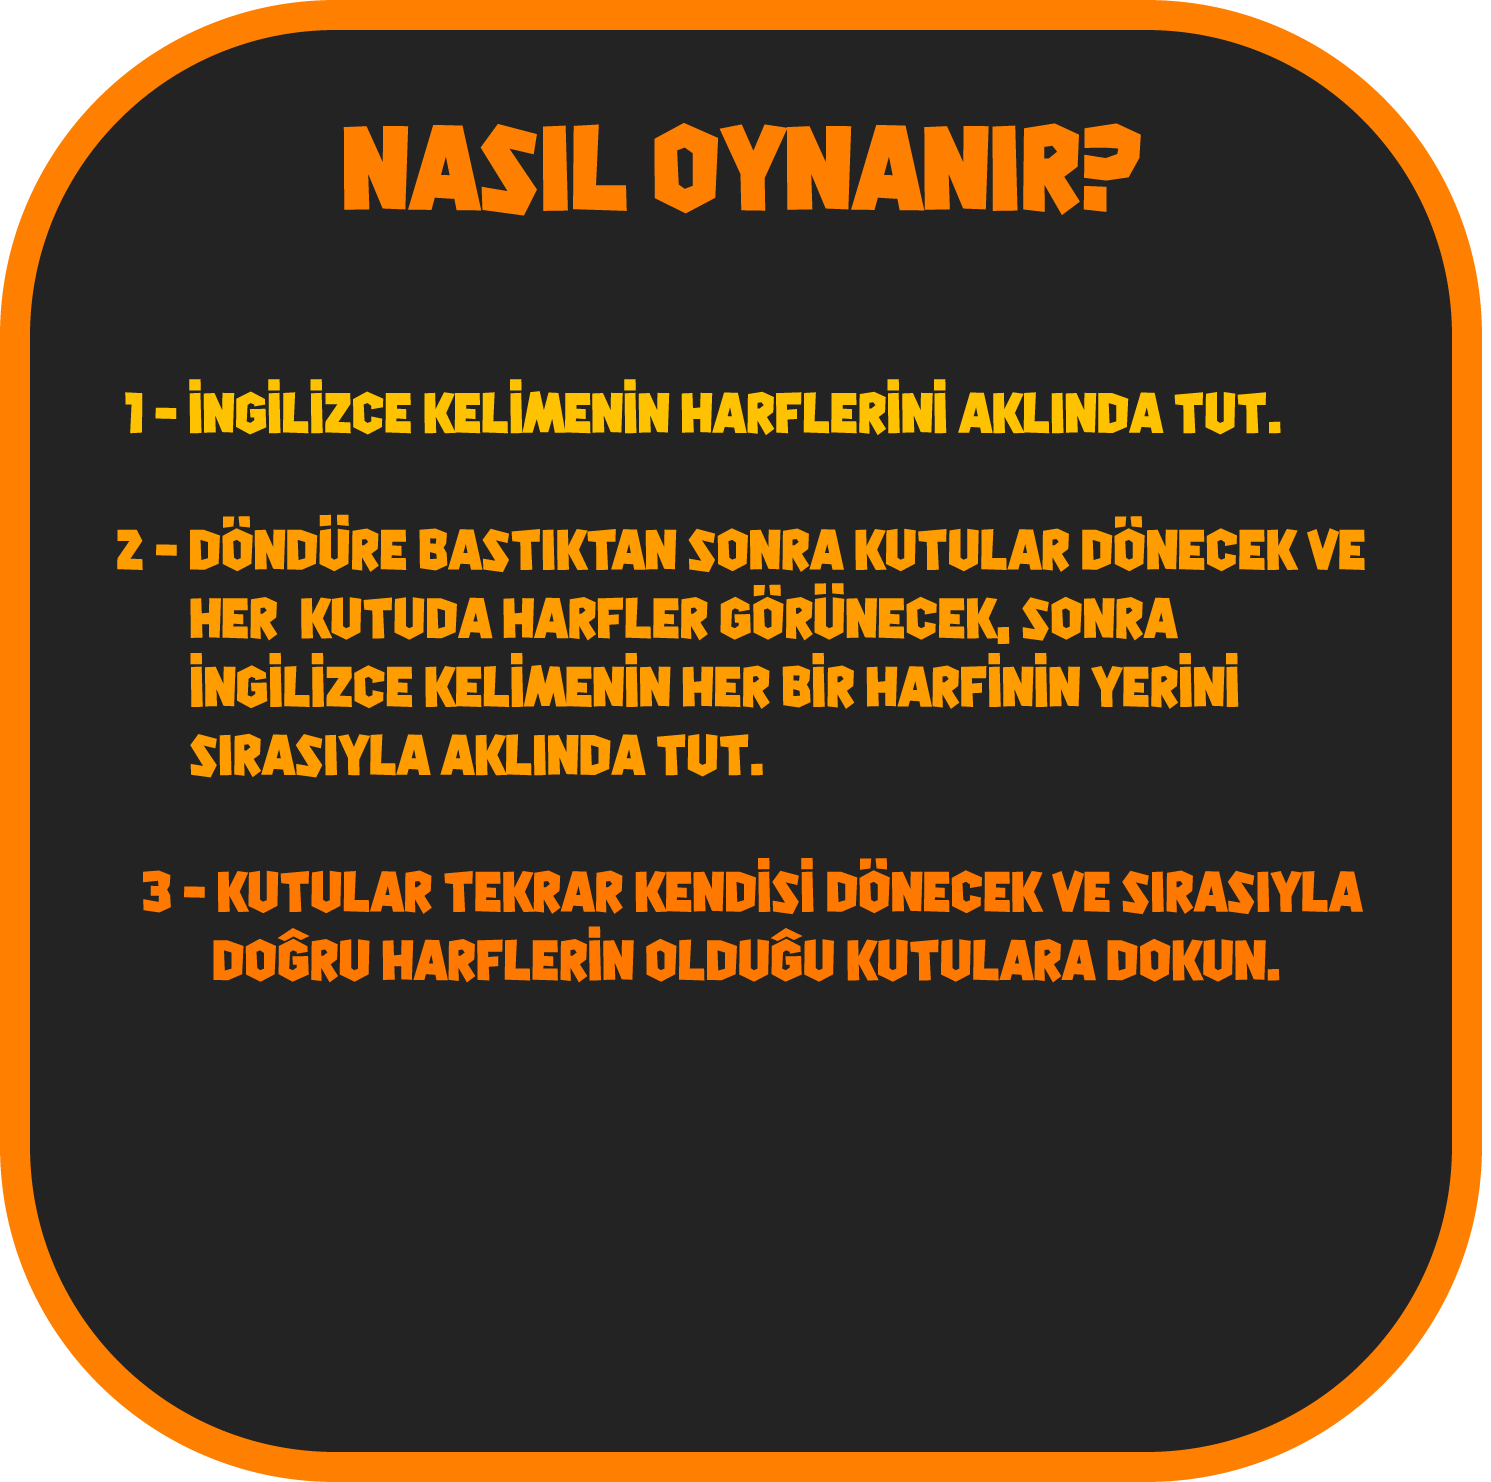 NASIL OYNANIR?
1 - İNGİLİZCE KELİMENİN HARFLERİNİ AKLINDA TUT.
2 - DÖNDÜRE BASTIKTAN SONRA KUTULAR DÖNECEK VE
HER KUTUDA HARFLER GÖRÜNECEK, SONRA
İNGİLİZCE KELİMENİN HER BİR HARFİNİN YERİNİ
SIRASIYLA AKLINDA TUT.
3 - KUTULAR TEKRAR KENDİSİ DÖNECEK VE SIRASIYLA
DOĞRU HARFLERİN OLDUĞU KUTULARA DOKUN.